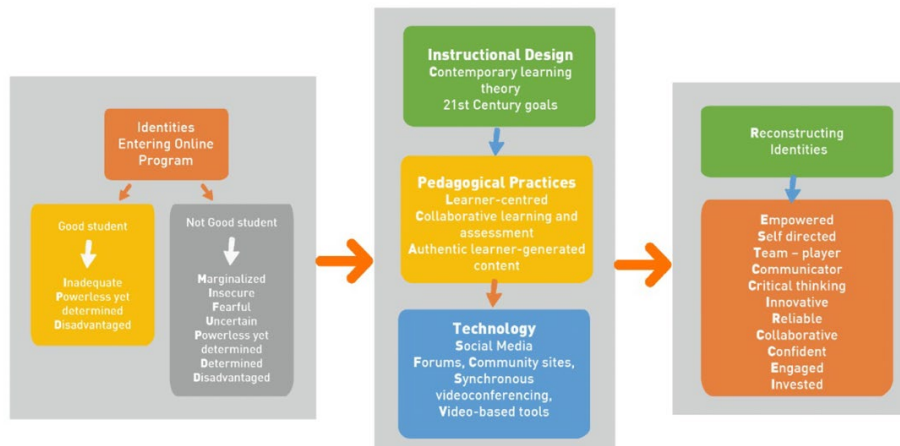 Identities
Entering Online
Program
Good student
Inadequate
Powerless yet
determined
Disadvantaged
Not Good student
Marginalized
Insecure
Fearful
Uncertain
Powerless yet
determined
Determined
Disadvantaged
Instructional Design
Contemporary learning
theory
21st Century goals
Pedagogical Practices
Learner-centred
Collaborative learning and
assessment
Authentic learner-generated
content
Technology
Social Media
Forums, Community sites,
Synchronous
videoconferencing,
Video-based tools
Reconstructing
Identities
Empowered
Self directed
Team – player
Communicator
Critical thinking
Innovative
Reliable
Collaborative
Confident
Engaged
Invested